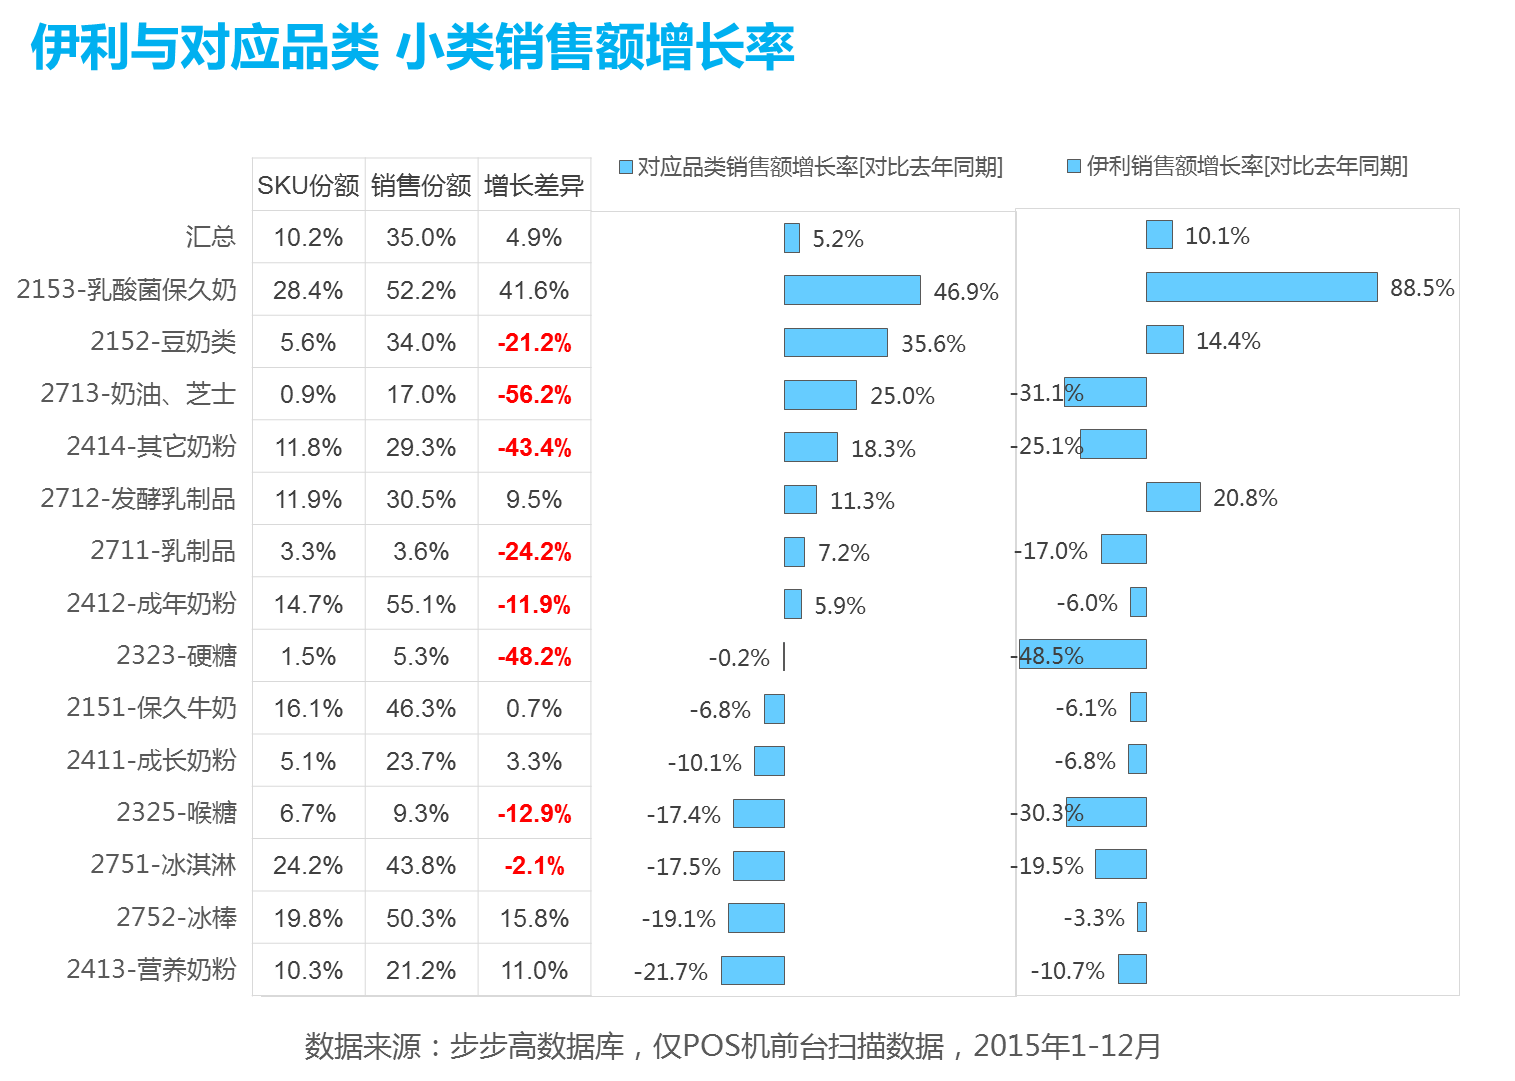 伊利与对应品类 小类销售额增长率
SKU份额 销售份额 增长差异 对应品类销售额增长率[对比去年同期] 伊利销售额增长率[对比去年同期]
汇总 10.2% 35.0% 4.9% 5.2% 10.1%
2153-乳酸菌保久奶 28.4% 52.2% 41.6% 46.9% 88.5%
2152-豆奶类 5.6% 34.0% -21.2% 35.6% 14.4%
2713-奶油、芝士 0.9% 17.0% -56.2% 25.0% -31.1%
2414-其它奶粉 11.8% 29.3% -43.4% 18.3% -25.1%
2712-发酵乳制品 11.9% 30.5% 9.5% 11.3% 20.8%
2711-乳制品 3.3% 3.6% -24.2% 7.2% -17.0%
2412-成年奶粉 14.7% 55.1% -11.9% 5.9% -6.0%
2323-硬糖 1.5% 5.3% -48.2% -0.2% -48.5%
2151-保久牛奶 16.1% 46.3% 0.7% -6.8% -6.1%
2411-成长奶粉 5.1% 23.7% 3.3% -10.1% -6.8%
2325-喉糖 6.7% 9.3% -12.9% -17.4% -30.3%
2751-冰淇淋 24.2% 43.8% -2.1% -17.5% -19.5%
2752-冰棒 19.8% 50.3% 15.8% -19.1% -3.3%
2413-营养奶粉 10.3% 21.2% 11.0% -21.7% -10.7%
数据来源：步步高数据库，仅POS机前台扫描数据，2015年1-12月